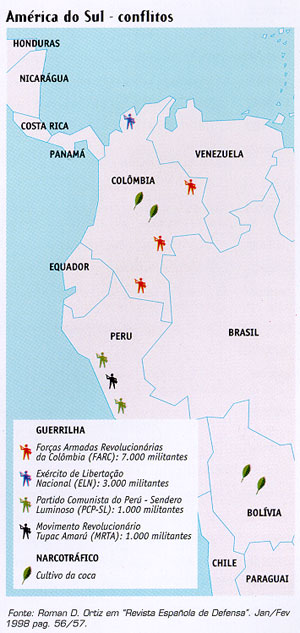 América do Sul - conflitos
HONDURAS
NICARÁGUA
COSTA RICA
PANAMÁ
VENEZUELA
COLÔMBIA
EQUADOR
PERU
BRASIL
BOLÍVIA
CHILE
PARAGUAI
GUERRILHA
Forças Armadas Revolucionárias
da Colômbia (FARC): 7.000 militantes
Exército de Libertação
Nacional (ELN): 3.000 militantes
Partido Comunista do Perú - Sendero
Luminoso (PCP-SL): 1.000 militantes
Movimento Revolucionário
Tupac Amarú (MRTA): 1.000 militantes
NARCOTRÁFICO
Cultivo da coca
Fonte: Roman D. Ortiz em "Revista Española de Defensa". Jan/Fev
1998 pag. 56/57.